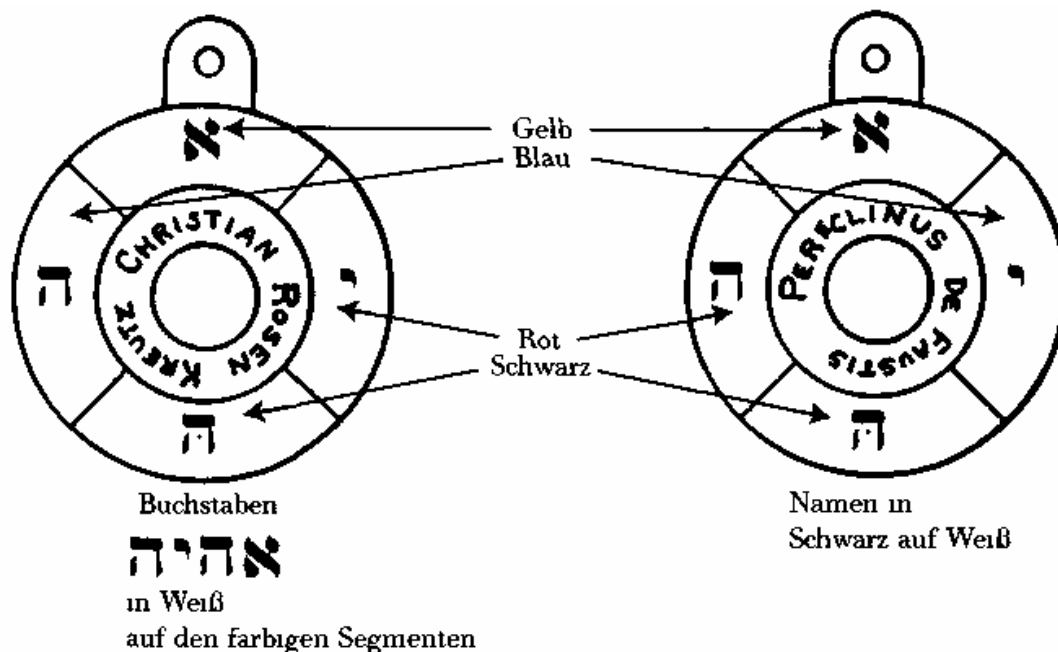 א
Gelb
א
Blau
CHRISTIAN ROSEN KREUTZ
PERECLINUS DE FAUSTIS
ה
י
ה
י
Rot
Schwarz
ה
ה
Buchstaben
אהיה
in Weiß
auf den farbigen Segmenten
Namen in
Schwarz auf Weiß